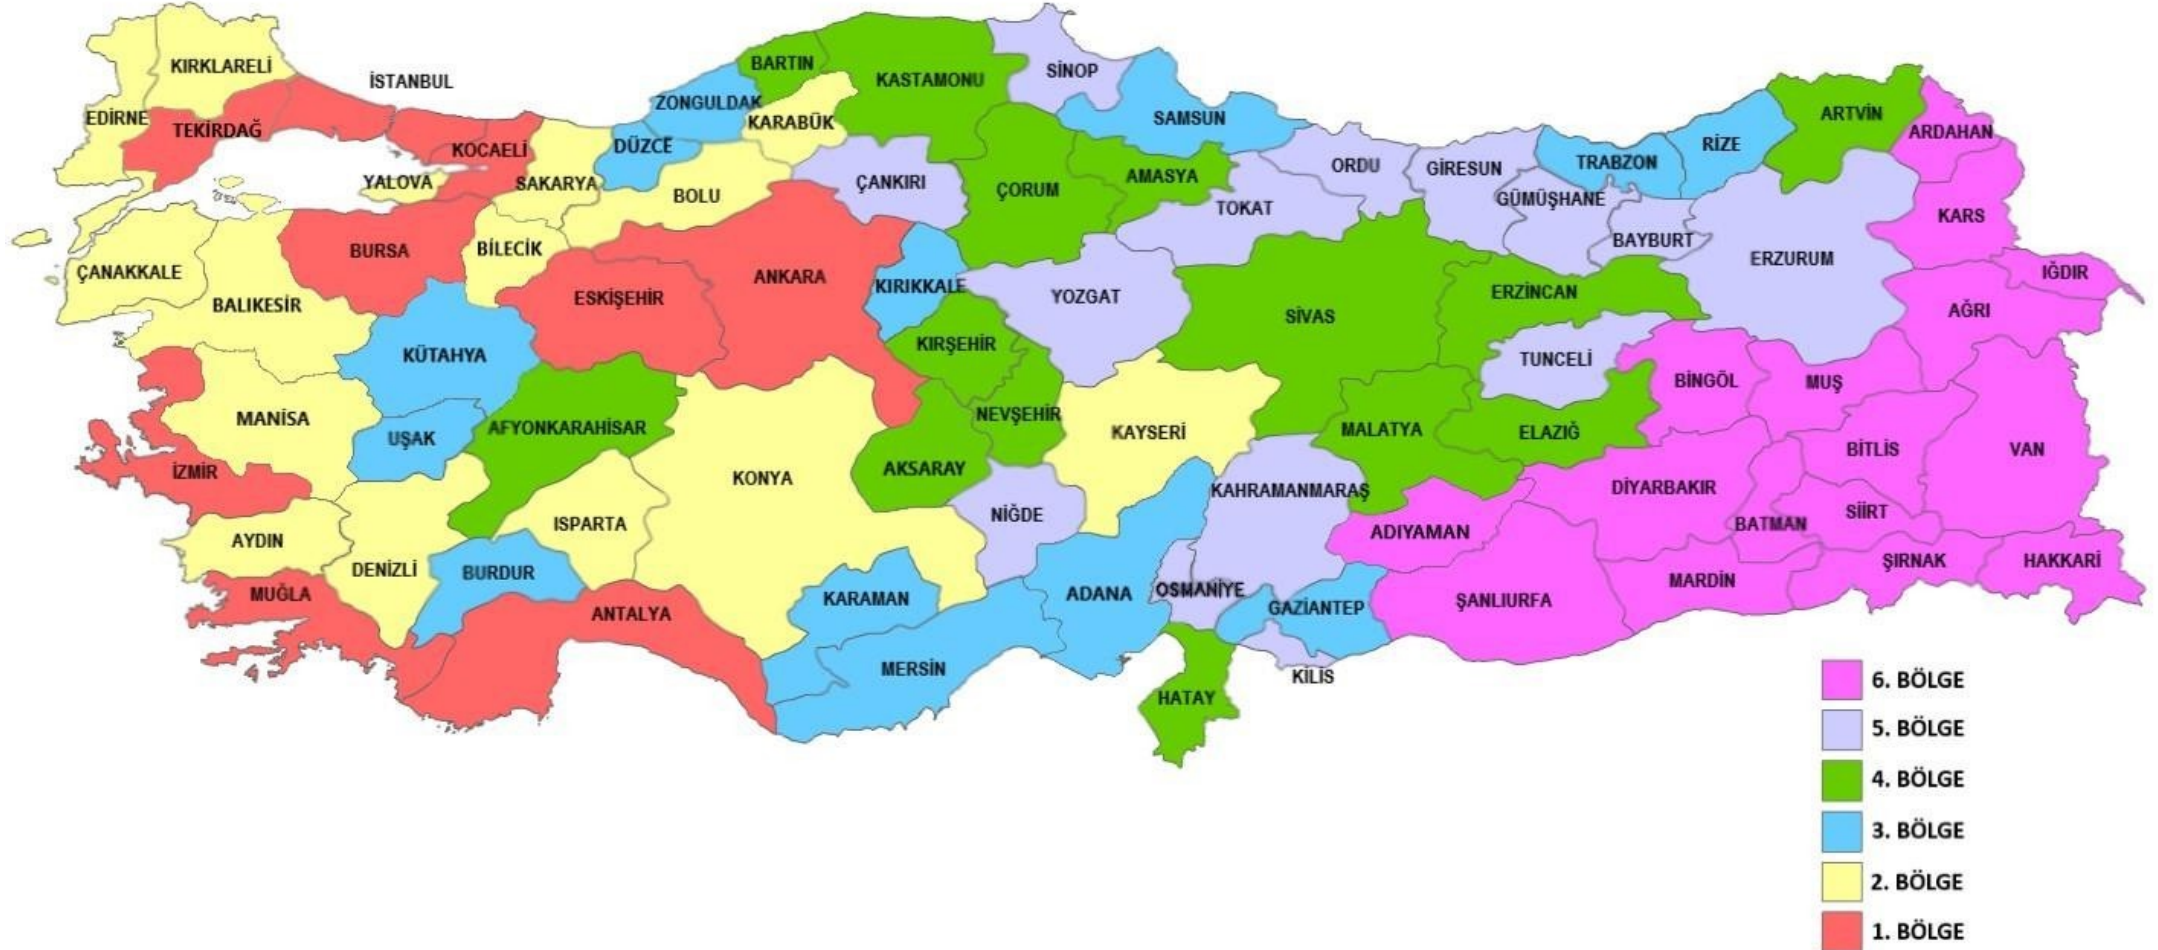 KIRKLARELİ
İSTANBUL
EDİRNE
TEKİRDAĞ
KOCAELİ
YALOVA
SAKARYA
DÜZCE
ZONGULDAK
BARTIN
KARABÜK
KASTAMONU
SİNOP
SAMSUN
BOLU
ÇANKIRI
ÇORUM
AMASYA
TOKAT
ORDU
GİRESUN
GÜMÜŞHANE
TRABZON
RİZE
ARTVİN
ARDAHAN
KARS
BAYBURT
ERZURUM
IĞDIR
AĞRI
ÇANAKKALE
BALIKESİR
BURSA
BİLECİK
ESKİŞEHİR
ANKARA
KIRIKKALE
YOZGAT
SİVAS
ERZİNCAN
TUNCELİ
BİNGÖL
MUŞ
KÜTAHYA
KIRŞEHİR
NEVŞEHİR
KAYSERİ
MALATYA
ELAZIĞ
BİTLİS
VAN
MANİSA
UŞAK
AFYONKARAHİSAR
İZMİR
KONYA
AKSARAY
NİĞDE
KAHRAMANMARAŞ
ADIYAMAN
DİYARBAKIR
BATMAN
SİİRT
ŞIRNAK
HAKKARİ
AYDIN
DENİZLİ
ISPARTA
BURDUR
MUĞLA
ANTALYA
KARAMAN
MERSİN
ADANA
OSMANİYE
GAZİANTEP
KİLİS
HATAY
ŞANLIURFA
MARDİN
6. BÖLGE
5. BÖLGE
4. BÖLGE
3. BÖLGE
2. BÖLGE
1. BÖLGE